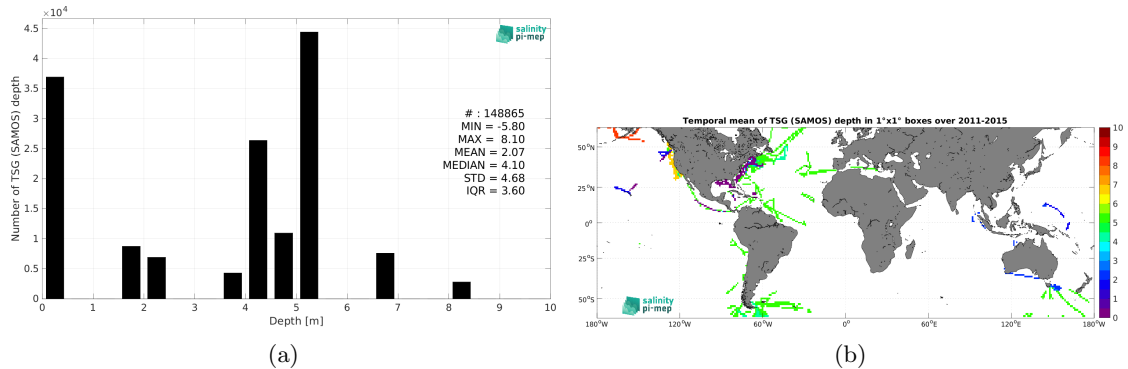 ×10⁴
4.5
4
3.5
3
2.5
2
1.5
1
0.5
0
0 1 2 3 4 5 6 7 8 9 10
Number of TSG (SAMOS) depth
Depth [m]
salinity
pi-mep
# : 148865
MIN = -5.80
MAX = 8.10
MEAN = 2.07
MEDIAN = 4.10
STD = 4.68
IQR = 3.60
(a)
Temporal mean of TSG (SAMOS) depth in 1°x1° boxes over 2011-2015
50°N
25°N
0°
25°S
50°S
180°W 120°W 60°W 0°E 60°E 120°E 180°W
salinity
pi-mep
10
9
8
7
6
5
4
3
2
1
0
(b)